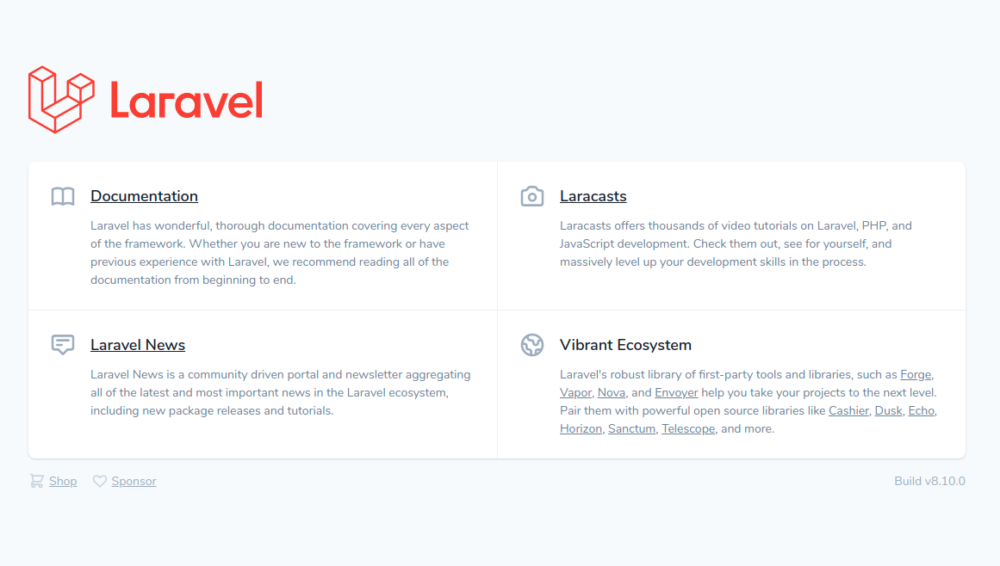 Laravel
Documentation
Laravel has wonderful, thorough documentation covering every aspect
of the framework. Whether you are new to the framework or have
previous experience with Laravel, we recommend reading all of the
documentation from beginning to end.
Laracasts
Laracasts offers thousands of video tutorials on Laravel, PHP, and
JavaScript development. Check them out, see for yourself, and
massively level up your development skills in the process.
Laravel News
Laravel News is a community driven portal and newsletter aggregating
all of the latest and most important news in the Laravel ecosystem,
including new package releases and tutorials.
Vibrant Ecosystem
Laravel's robust library of first-party tools and libraries, such as Forge,
Vapor, Nova, and Envoyer help you take your projects to the next level.
Pair them with powerful open source libraries like Cashier, Dusk, Echo,
Horizon, Sanctum, Telescope, and more.
Shop
Sponsor
Build v8.10.0